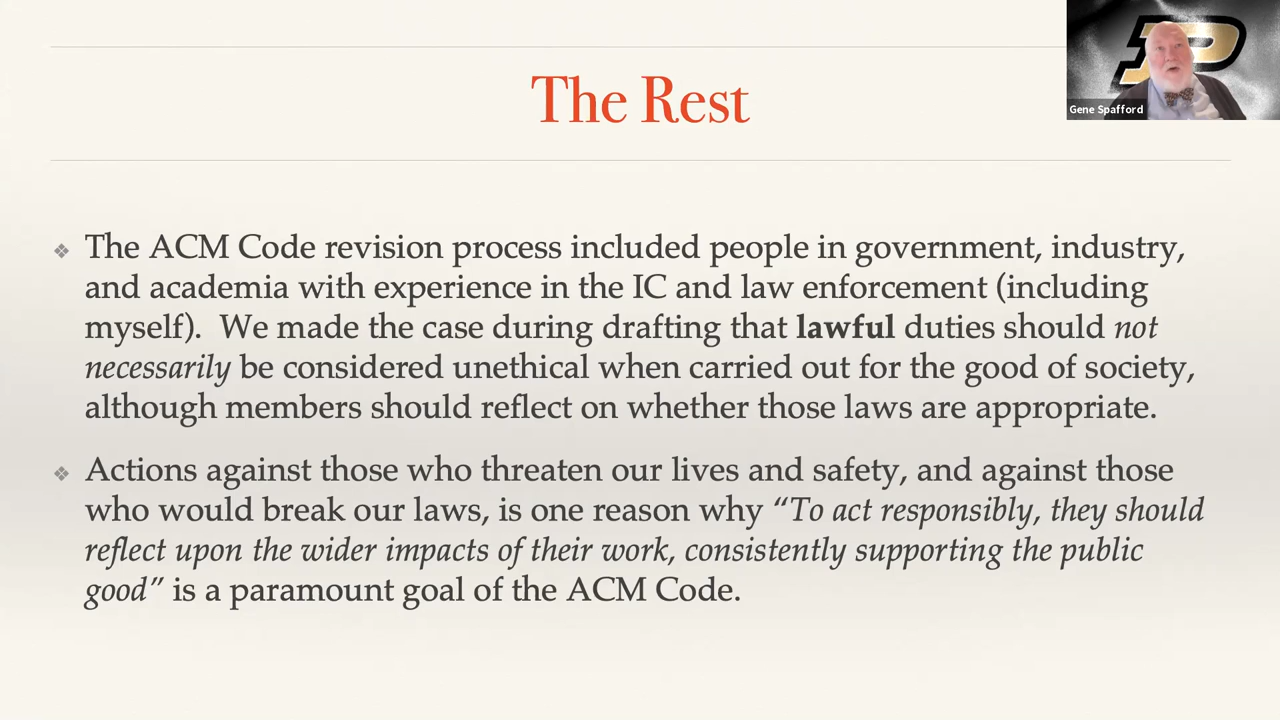 The Rest
Gene Spafford
❖ The ACM Code revision process included people in government, industry,
and academia with experience in the IC and law enforcement (including
myself).  We made the case during drafting that lawful duties should not
necessarily be considered unethical when carried out for the good of society,
although members should reflect on whether those laws are appropriate.
❖ Actions against those who threaten our lives and safety, and against those
who would break our laws, is one reason why “To act responsibly, they should
reflect upon the wider impacts of their work, consistently supporting the public
good” is a paramount goal of the ACM Code.